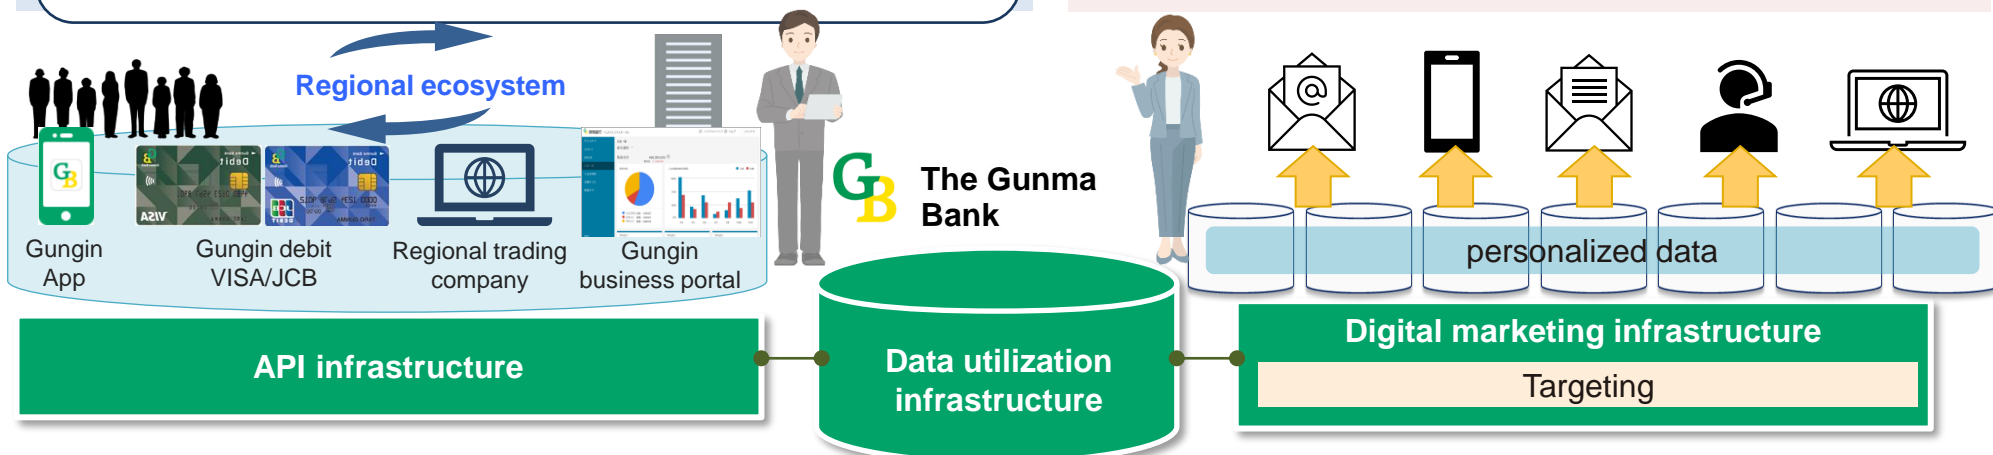 Regional ecosystem
Gungin
App
Gungin debit
VISA/JCB
Regional trading
company
Gungin
business portal
GB
The Gunma
Bank
personalized data
API infrastructure
Data utilization
infrastructure
Digital marketing infrastructure
Targeting